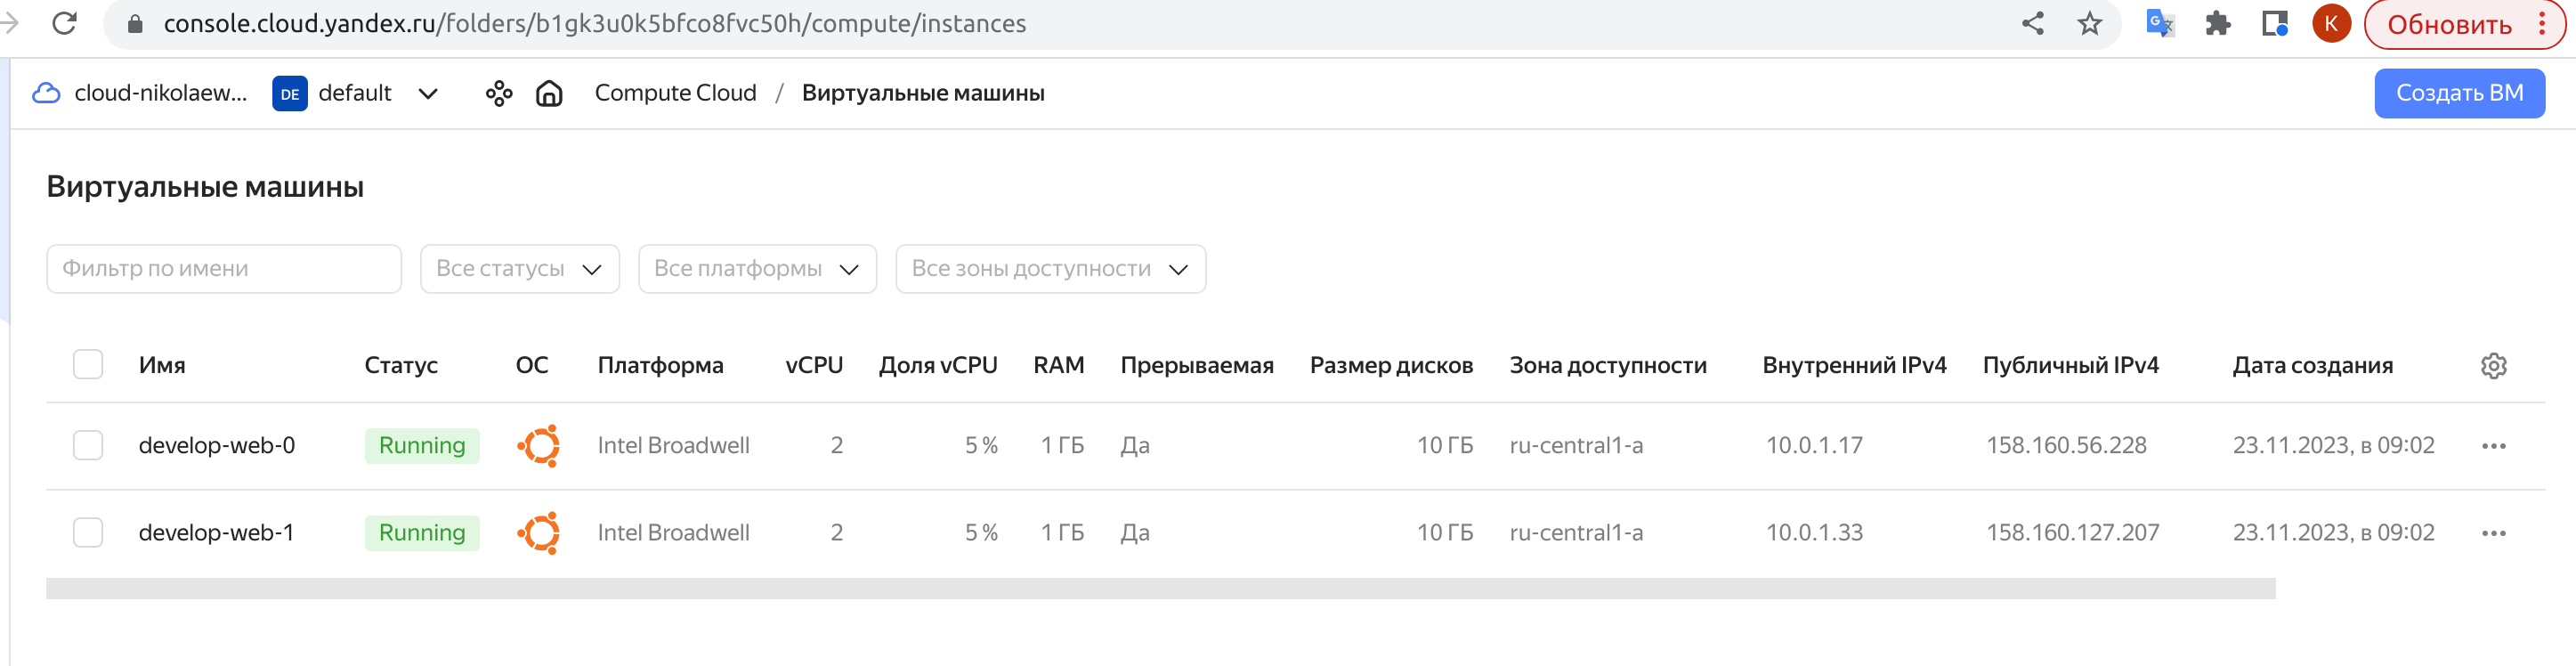 console.cloud.yandex.ru/folders/b1gk3u0k5bfco8fvc50h/compute/instances K Обновить
cloud-nikolaew... DE default Compute Cloud / Виртуальные машины Создать ВМ
Виртуальные машины
Фильтр по имени Все статусы Все платформы Все зоны доступности
Имя Статус ОС Платформа vCPU Доля vCPU RAM Прерываемая Размер дисков Зона доступности Внутренний IPv4 Публичный IPv4 Дата создания
develop-web-0 Running Intel Broadwell 2 5 % 1 ГБ Да 10 ГБ ru-central1-a 10.0.1.17 158.160.56.228 23.11.2023, в 09:02
develop-web-1 Running Intel Broadwell 2 5 % 1 ГБ Да 10 ГБ ru-central1-a 10.0.1.33 158.160.127.207 23.11.2023, в 09:02